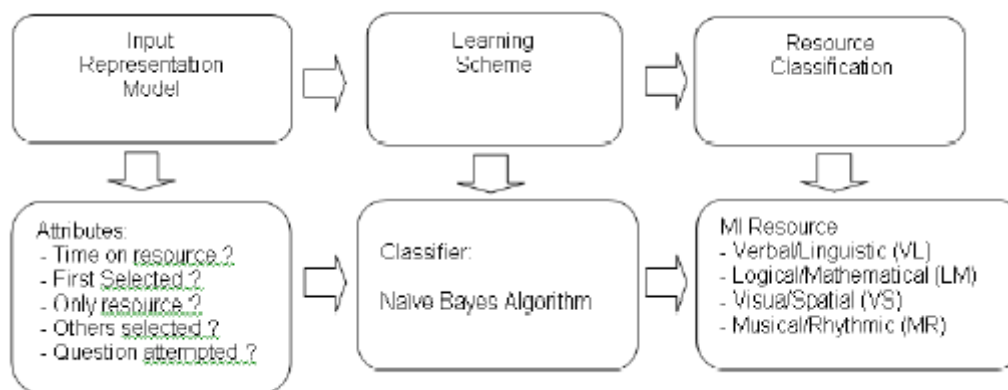 Input
Representation
Model
Learning
Scheme
Resource
Classification
Attributes:
- Time on resource ?
- First Selected ?
- Only resource ?
- Others selected ?
- Question attempted ?
Classifier:
Naive Bayes Algorithm
MI Resource
- Verbal/Linguistic (VL)
- Logical/Mathematical (LM)
- Visua/Spatial (VS)
- Musical/Rhythmic (MR)